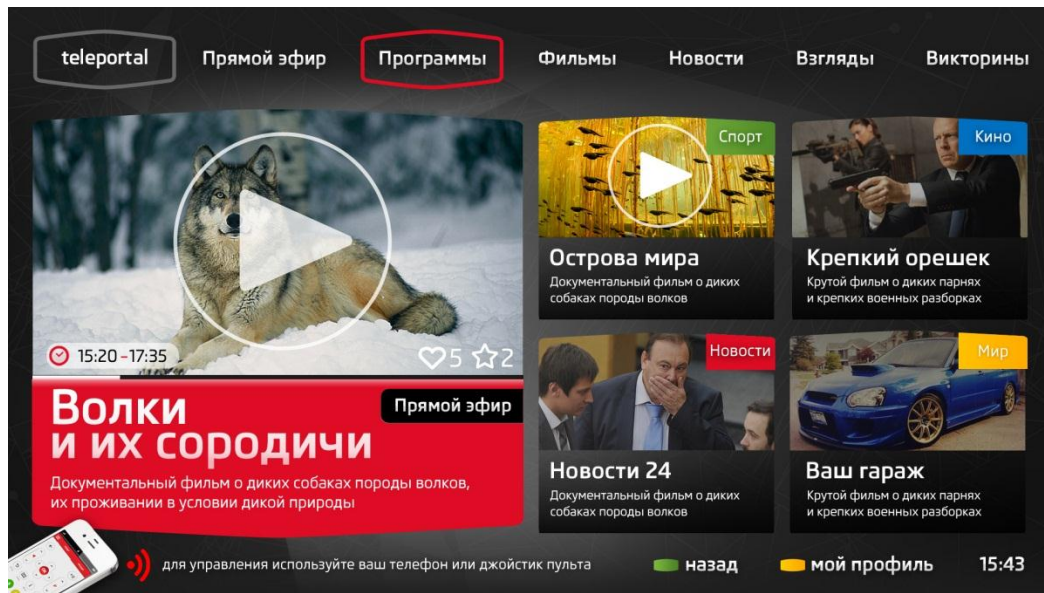 teleportal
Прямой эфир
Программы
Фильмы
Новости
Взгляды
Викторины
15:20-17:35
5
2
Волки
и их сородичи
Прямой эфир
Документальный фильм о диких собаках породы волков,
их проживании в условии дикой природы
Спорт
Острова мира
Документальный фильм о диких
собаках породы волков
Кино
Крепкий орешек
Крутой фильм о диких парнях
и крепких военных разборках
Новости
Новости 24
Документальный фильм о диких
собаках породы волков
Мир
Ваш гараж
Крутой фильм о диких парнях
и крепких военных разборках
для управления используйте ваш телефон или джойстик пульта
назад
мой профиль
15:43